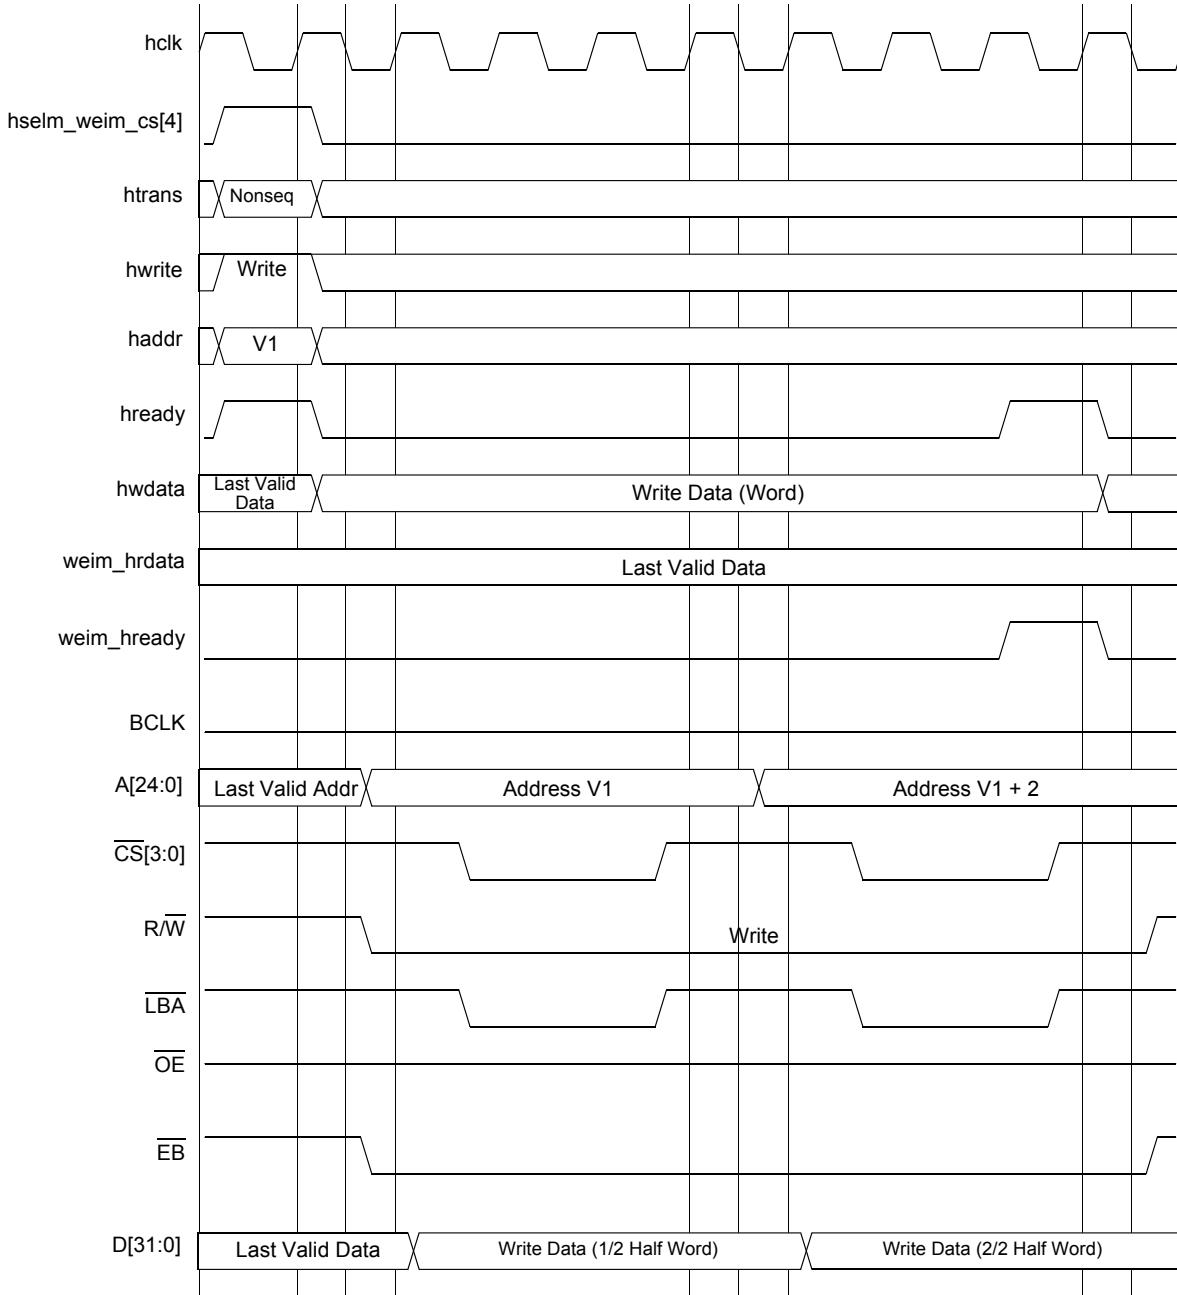 hclk
hselm_weim_cs[4]
htrans Nonseq
hwrite Write
haddr V1
hready
hwdata Last Valid Data Write Data (Word)
weim_hrdata Last Valid Data
weim_hready
BCLK
A[24:0] Last Valid Addr Address V1 Address V1 + 2
CS[3:0]
R/W Write
LBA
OE
EB
D[31:0] Last Valid Data Write Data (1/2 Half Word) Write Data (2/2 Half Word)